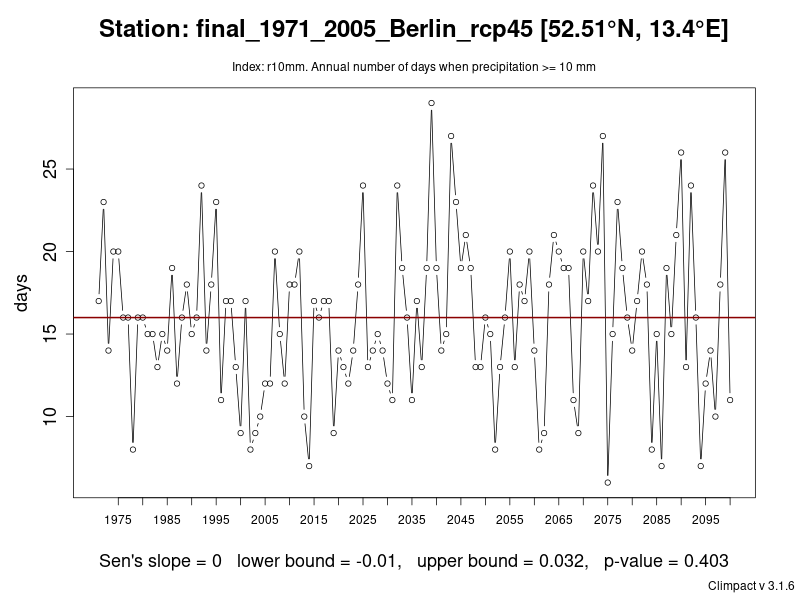 Station: final_1971_2005_Berlin_rcp45 [52.51°N, 13.4°E]
Index: r10mm. Annual number of days when precipitation >= 10 mm
25
20
15
10
days
1975 1985 1995 2005 2015 2025 2035 2045 2055 2065 2075 2085 2095
Sen's slope = 0 lower bound = -0.01, upper bound = 0.032, p-value = 0.403
Climpact v 3.1.6